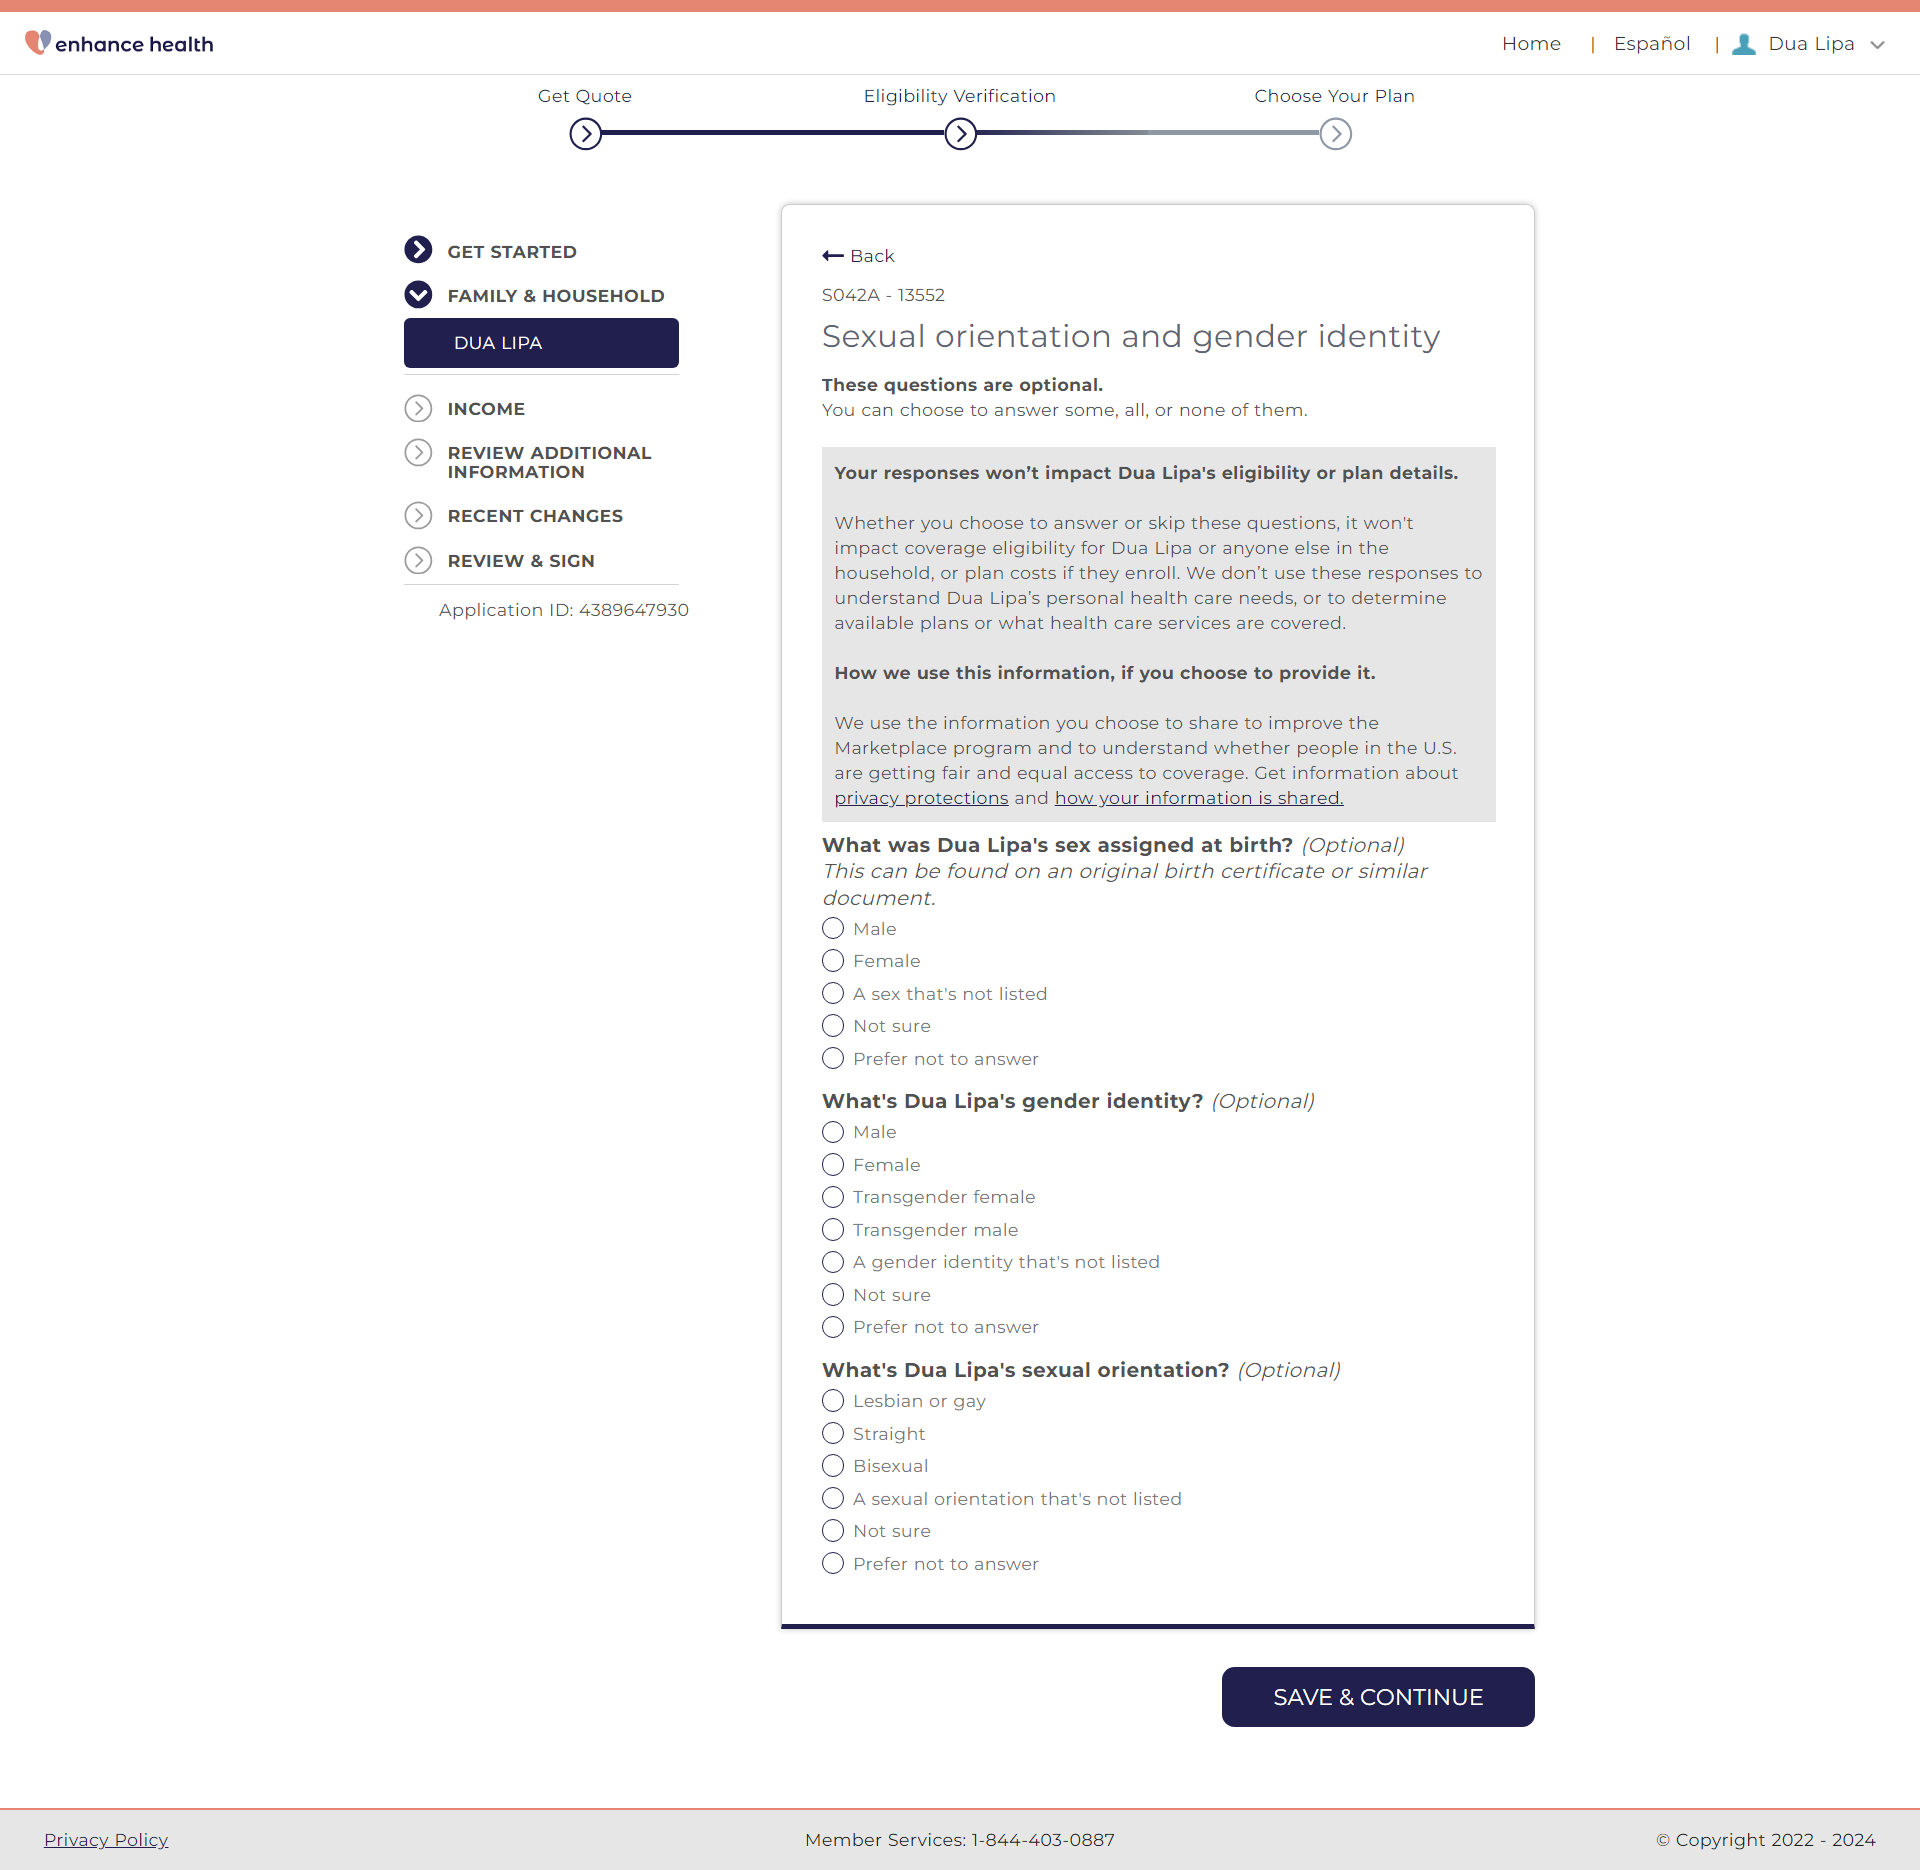 enhance health
Home | Español | Dua Lipa
Get Quote
Eligibility Verification
Choose Your Plan
GET STARTED
FAMILY & HOUSEHOLD
DUA LIPA
INCOME
REVIEW ADDITIONAL
INFORMATION
RECENT CHANGES
REVIEW & SIGN
Application ID: 4389647930
Back
S042A - 13552
Sexual orientation and gender identity
These questions are optional.
You can choose to answer some, all, or none of them.
Your responses won’t impact Dua Lipa's eligibility or plan details.
Whether you choose to answer or skip these questions, it won't
impact coverage eligibility for Dua Lipa or anyone else in the
household, or plan costs if they enroll. We don’t use these responses to
understand Dua Lipa’s personal health care needs, or to determine
available plans or what health care services are covered.
How we use this information, if you choose to provide it.
We use the information you choose to share to improve the
Marketplace program and to understand whether people in the U.S.
are getting fair and equal access to coverage. Get information about
privacy protections and how your information is shared.
What was Dua Lipa's sex assigned at birth? (Optional)
This can be found on an original birth certificate or similar
document.
Male
Female
A sex that's not listed
Not sure
Prefer not to answer
What's Dua Lipa's gender identity? (Optional)
Male
Female
Transgender female
Transgender male
A gender identity that's not listed
Not sure
Prefer not to answer
What's Dua Lipa's sexual orientation? (Optional)
Lesbian or gay
Straight
Bisexual
A sexual orientation that's not listed
Not sure
Prefer not to answer
SAVE & CONTINUE
Privacy Policy
Member Services: 1-844-403-0887
© Copyright 2022 - 2024